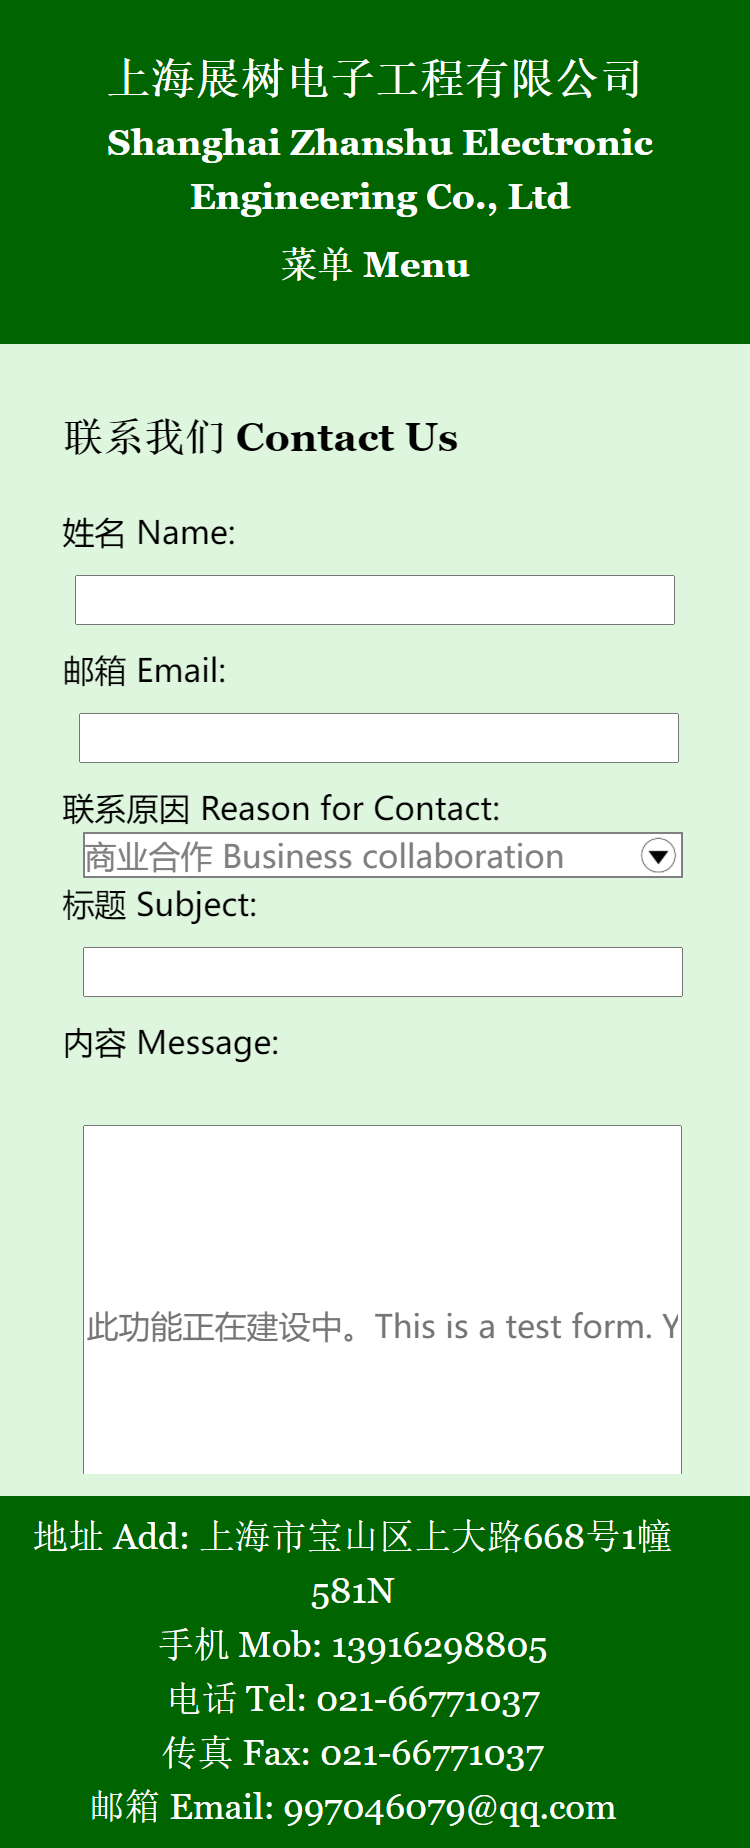 上海展树电子工程有限公司
Shanghai Zhanshu Electronic
Engineering Co., Ltd
菜单 Menu
联系我们 Contact Us
姓名 Name:
邮箱 Email:
联系原因 Reason for Contact:
商业合作 Business collaboration
标题 Subject:
内容 Message:
此功能正在建设中。This is a test form. Y
地址 Add: 上海市宝山区上大路668号1幢
581N
手机 Mob: 13916298805
电话 Tel: 021-66771037
传真 Fax: 021-66771037
邮箱 Email: 997046079@qq.com